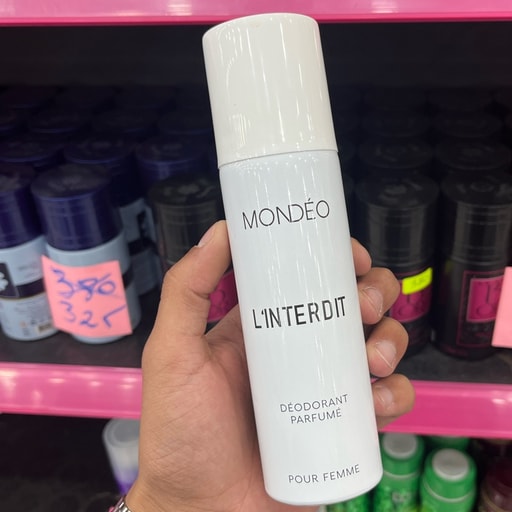 MONDÉO
L'INTERDIT
DÉODORANT
PARFUMÉ
POUR FEMME
350
325